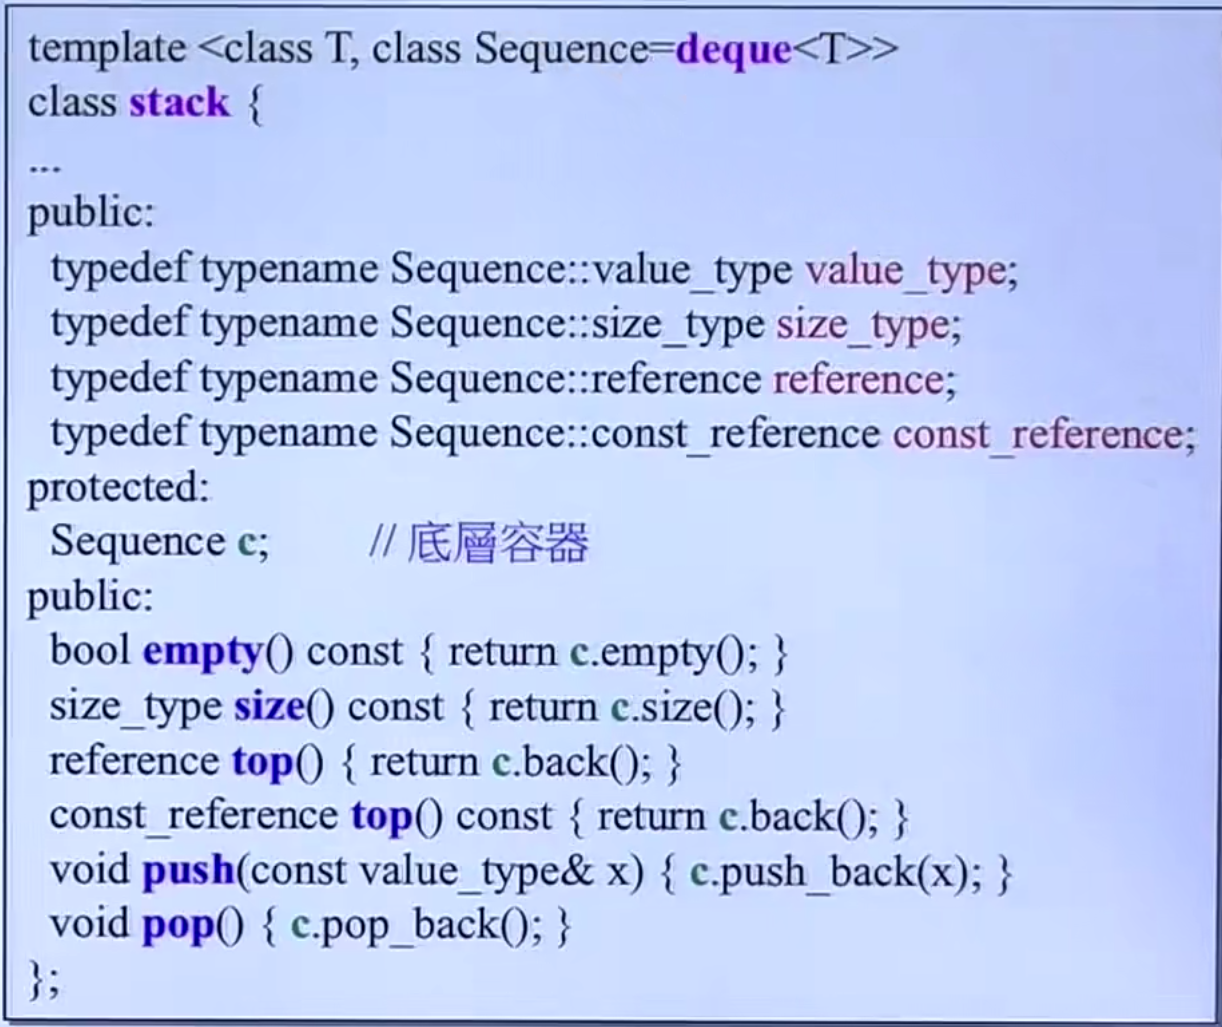 template <class T, class Sequence=deque<T>>
class stack {
...
public:
typedef typename Sequence::value_type value_type;
typedef typename Sequence::size_type size_type;
typedef typename Sequence::reference reference;
typedef typename Sequence::const_reference const_reference;
protected:
Sequence c; // 底層容器
public:
bool empty() const { return c.empty(); }
size_type size() const { return c.size(); }
reference top() { return c.back(); }
const_reference top() const { return c.back(); }
void push(const value_type& x) { c.push_back(x); }
void pop() { c.pop_back(); }
};